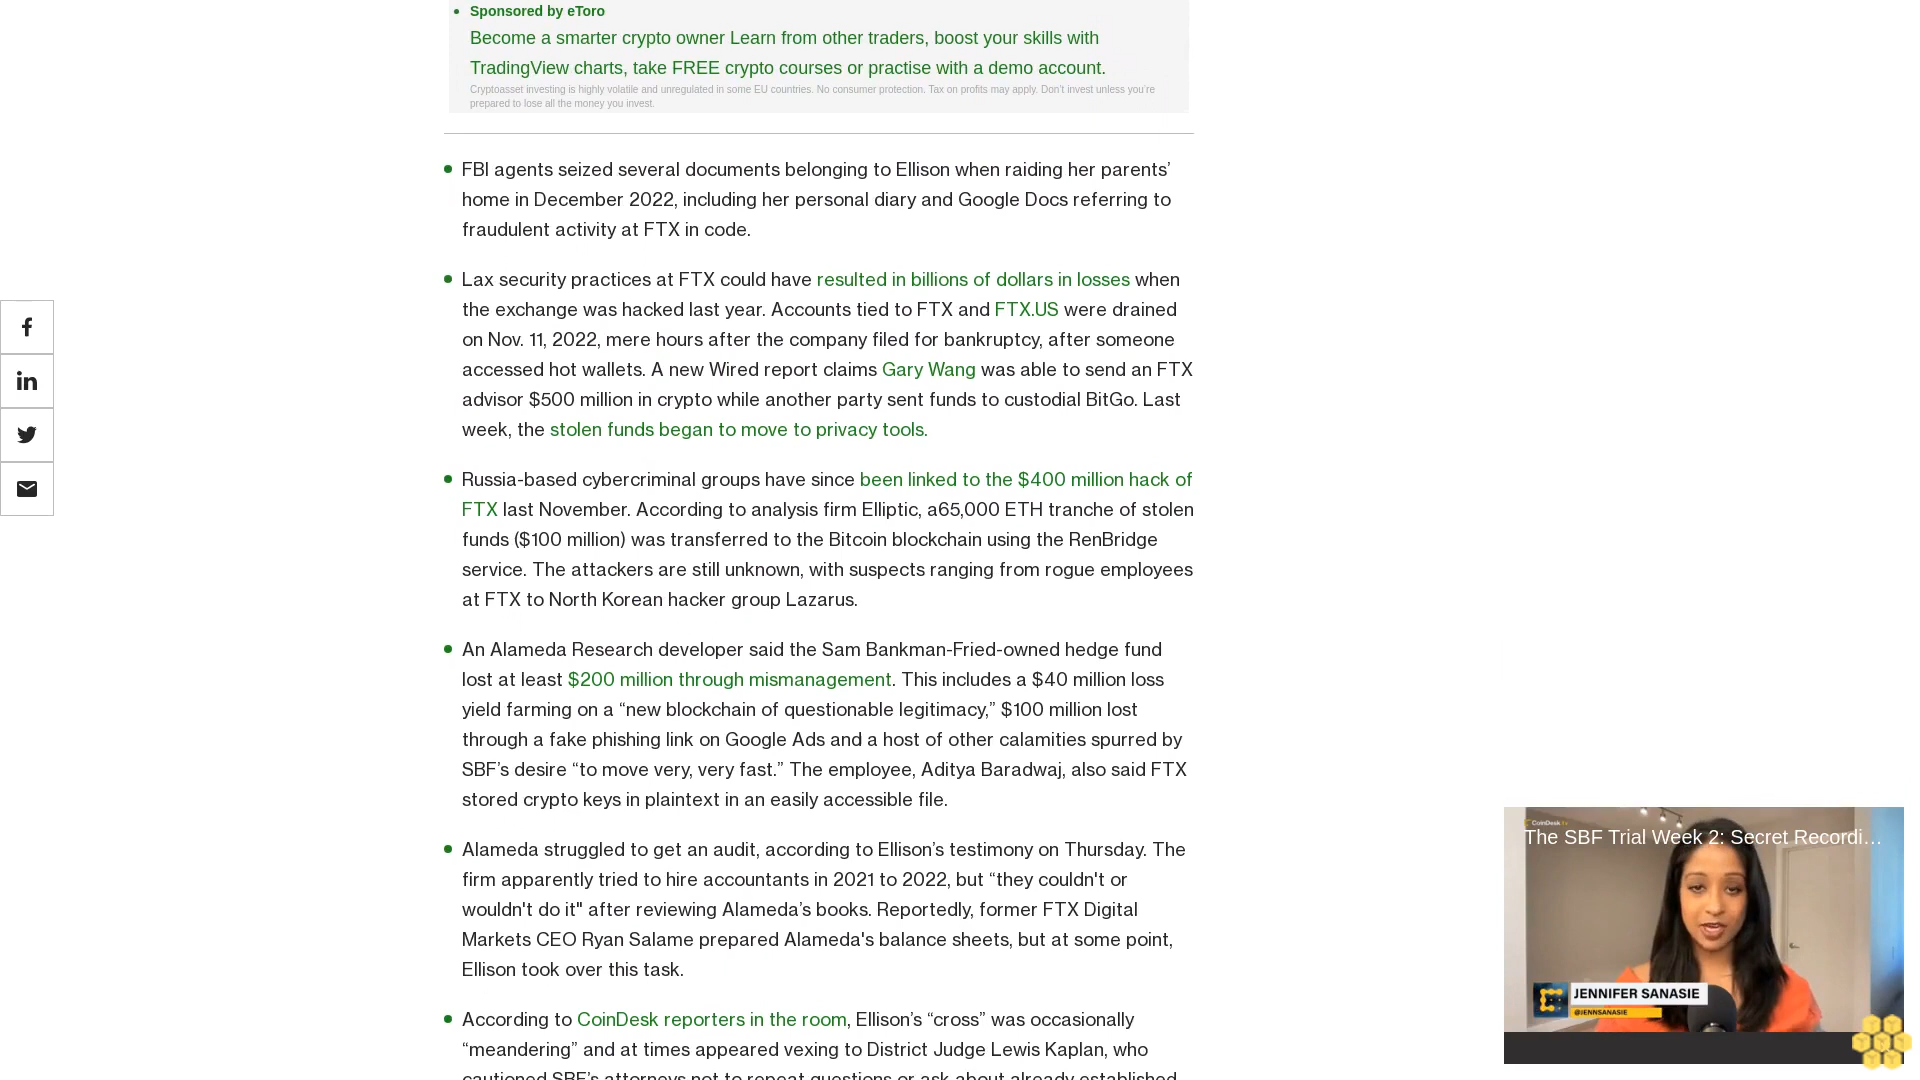 Sponsored by eToro
Become a smarter crypto owner Learn from other traders, boost your skills with
TradingView charts, take FREE crypto courses or practise with a demo account.
Cryptoasset investing is highly volatile and unregulated in some EU countries. No consumer protection. Tax on profits may apply. Don't invest unless you're
prepared to lose all the money you invest.
FBI agents seized several documents belonging to Ellison when raiding her parents’
home in December 2022, including her personal diary and Google Docs referring to
fraudulent activity at FTX in code.
Lax security practices at FTX could have resulted in billions of dollars in losses when
the exchange was hacked last year. Accounts tied to FTX and FTX.US were drained
on Nov. 11, 2022, mere hours after the company filed for bankruptcy, after someone
accessed hot wallets. A new Wired report claims Gary Wang was able to send an FTX
advisor $500 million in crypto while another party sent funds to custodial BitGo. Last
week, the stolen funds began to move to privacy tools.
Russia-based cybercriminal groups have since been linked to the $400 million hack of
FTX last November. According to analysis firm Elliptic, a65,000 ETH tranche of stolen
funds ($100 million) was transferred to the Bitcoin blockchain using the RenBridge
service. The attackers are still unknown, with suspects ranging from rogue employees
at FTX to North Korean hacker group Lazarus.
An Alameda Research developer said the Sam Bankman-Fried-owned hedge fund
lost at least $200 million through mismanagement. This includes a $40 million loss
yield farming on a “new blockchain of questionable legitimacy,” $100 million lost
through a fake phishing link on Google Ads and a host of other calamities spurred by
SBF’s desire “to move very, very fast.” The employee, Aditya Baradwaj, also said FTX
stored crypto keys in plaintext in an easily accessible file.
Alameda struggled to get an audit, according to Ellison’s testimony on Thursday. The
firm apparently tried to hire accountants in 2021 to 2022, but “they couldn't or
wouldn't do it" after reviewing Alameda’s books. Reportedly, former FTX Digital
Markets CEO Ryan Salame prepared Alameda's balance sheets, but at some point,
Ellison took over this task.
According to CoinDesk reporters in the room, Ellison’s “cross” was occasionally
“meandering” and at times appeared vexing to District Judge Lewis Kaplan, who
cautioned SBF’s attorneys not to repeat questions or ask about already established
CoinDesk
The SBF Trial Week 2: Secret Recordi...
JENNIFER SANASIE
@JENNSANASIE